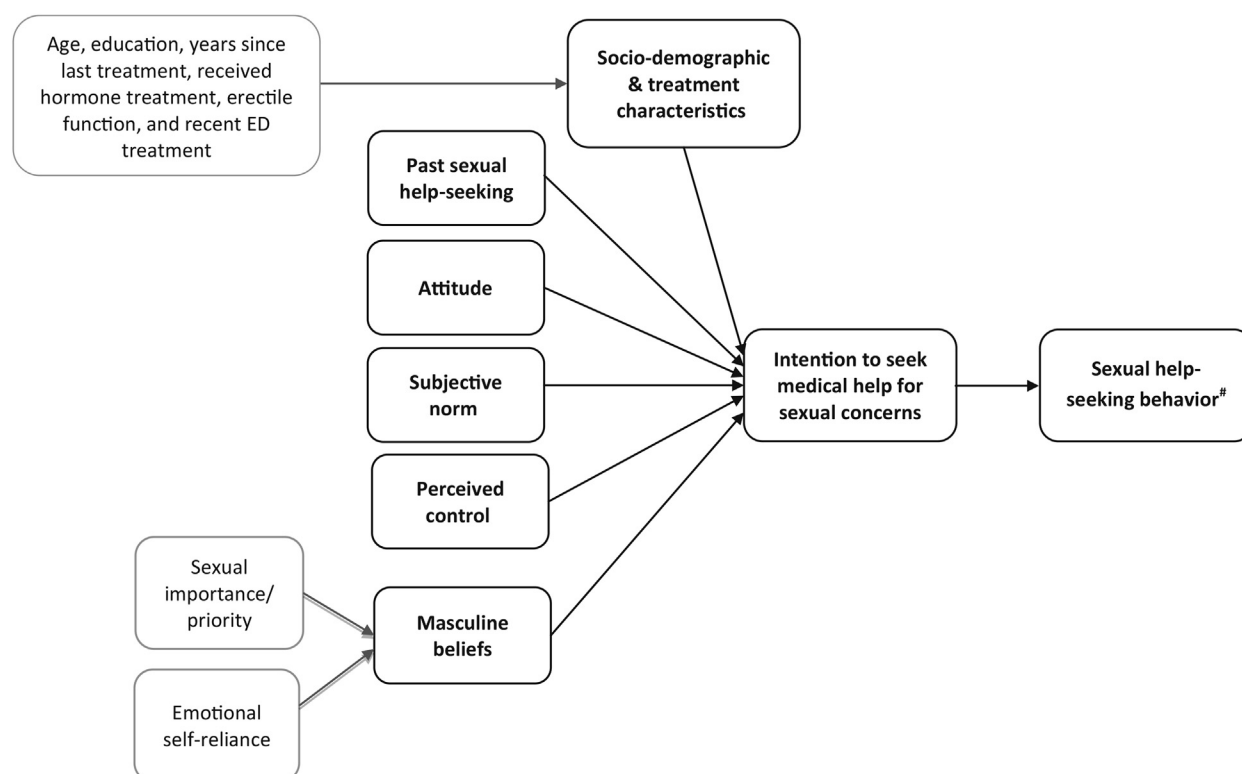 Age, education, years since
last treatment, received
hormone treatment, erectile
function, and recent ED
treatment
Socio-demographic
& treatment
characteristics
Past sexual
help-seeking
Attitude
Subjective
norm
Perceived
control
Sexual
importance/
priority
Masculine
beliefs
Emotional
self-reliance
Intention to seek
medical help for
sexual concerns
Sexual help-
seeking behavior#